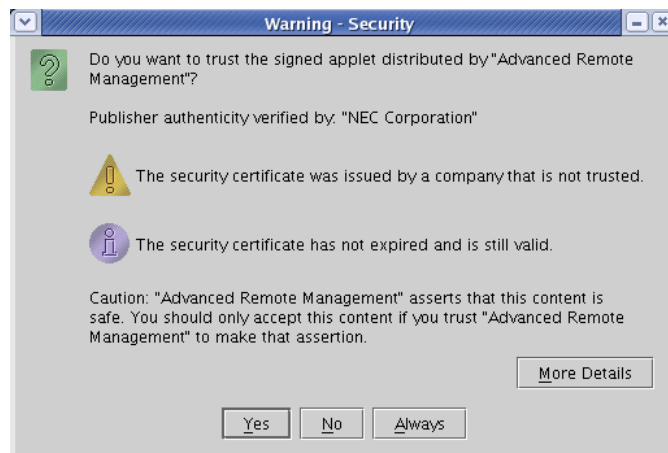 Warning - Security
Do you want to trust the signed applet distributed by "Advanced Remote
Management"?
Publisher authenticity verified by: "NEC Corporation"
The security certificate was issued by a company that is not trusted.
The security certificate has not expired and is still valid.
Caution: "Advanced Remote Management" asserts that this content is
safe. You should only accept this content if you trust "Advanced Remote
Management" to make that assertion.
More Details
Yes No Always